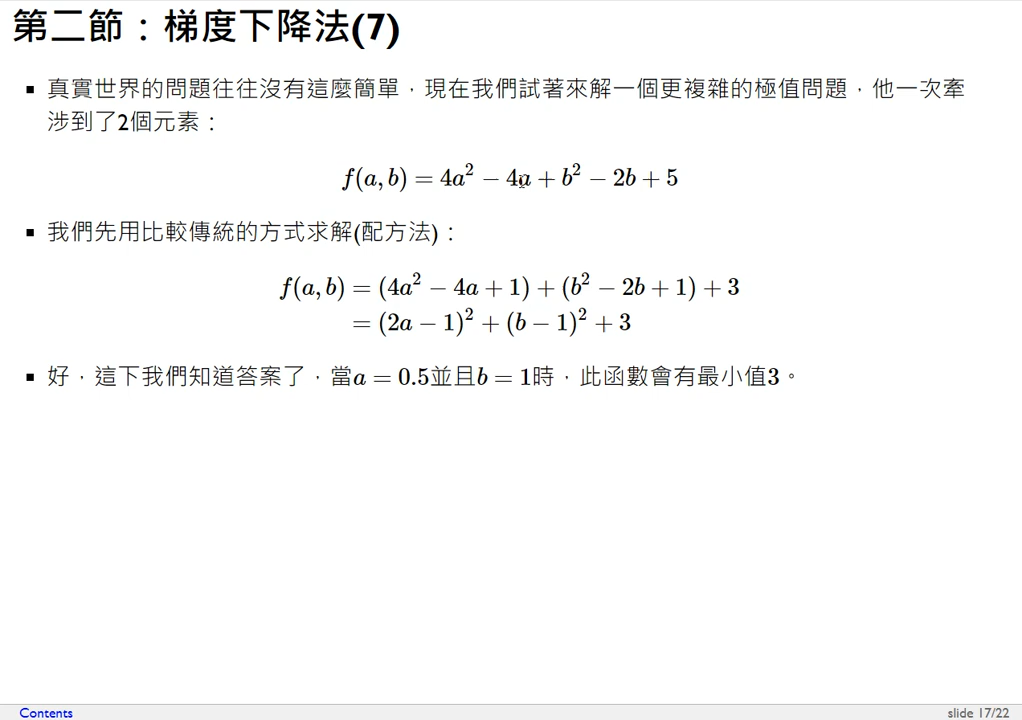 第二節：梯度下降法(7)
▪ 真實世界的問題往往沒有這麼簡單，現在我們試著來解一個更複雜的極值問題，他一次牽
涉到了2個元素：
f(a, b) = 4a² − 4a + b² − 2b + 5
▪ 我們先用比較傳統的方式求解(配方法)：
f(a, b) = (4a² − 4a + 1) + (b² − 2b + 1) + 3
= (2a − 1)² + (b − 1)² + 3
▪ 好，這下我們知道答案了，當a = 0.5並且b = 1時，此函數會有最小值3。
Contents
slide 17/22